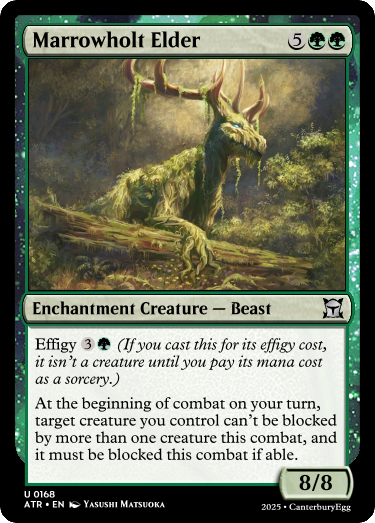 Marrowholt Elder 5
Enchantment Creature — Beast
Effigy 3 (If you cast this for its effigy cost,
it isn't a creature until you pay its mana cost
as a sorcery.)
At the beginning of combat on your turn,
target creature you control can't be blocked
by more than one creature this combat, and
it must be blocked this combat if able.
8/8
U 0168
ATR • EN Yasushi Matsuoka
2025 • CanterburyEgg